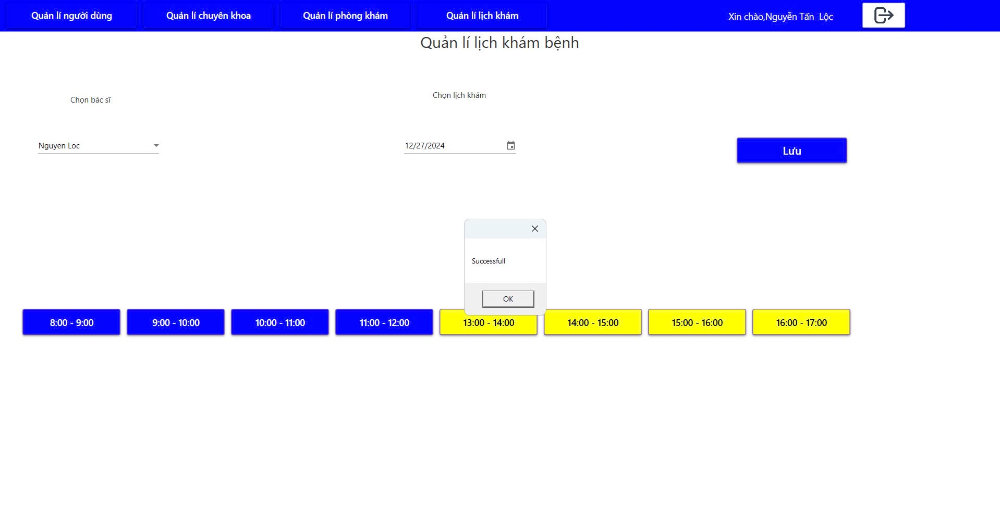 Quản lí người dùng
Quản lí chuyên khoa
Quản lí phòng khám
Quản lí lịch khám
Xin chào,Nguyễn Tấn  Lộc
Quản lí lịch khám bệnh
Chọn bác sĩ
Chọn lịch khám
Nguyen Loc
12/27/2024
Lưu
Successfull
OK
8:00 - 9:00
9:00 - 10:00
10:00 - 11:00
11:00 - 12:00
13:00 - 14:00
14:00 - 15:00
15:00 - 16:00
16:00 - 17:00